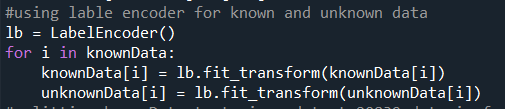 #using lable encoder for known and unknown data
lb = LabelEncoder()
for i in knownData:
    knownData[i] = lb.fit_transform(knownData[i])
    unknownData[i] = lb.fit_transform(unknownData[i])